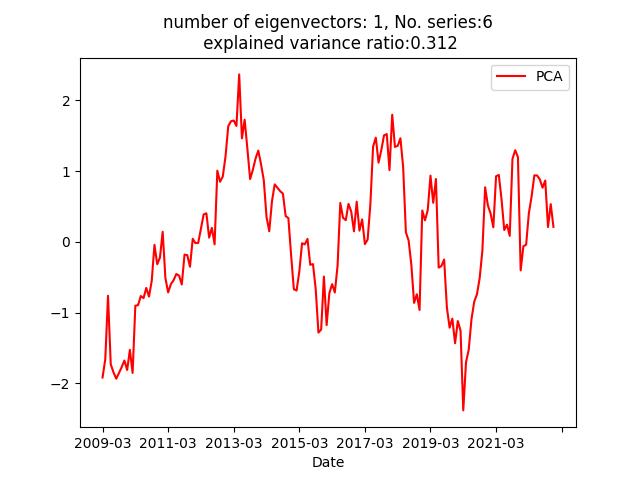 number of eigenvectors: 1, No. series:6
explained variance ratio:0.312
PCA
2
1
0
−1
−2
2009-03 2011-03 2013-03 2015-03 2017-03 2019-03 2021-03
Date